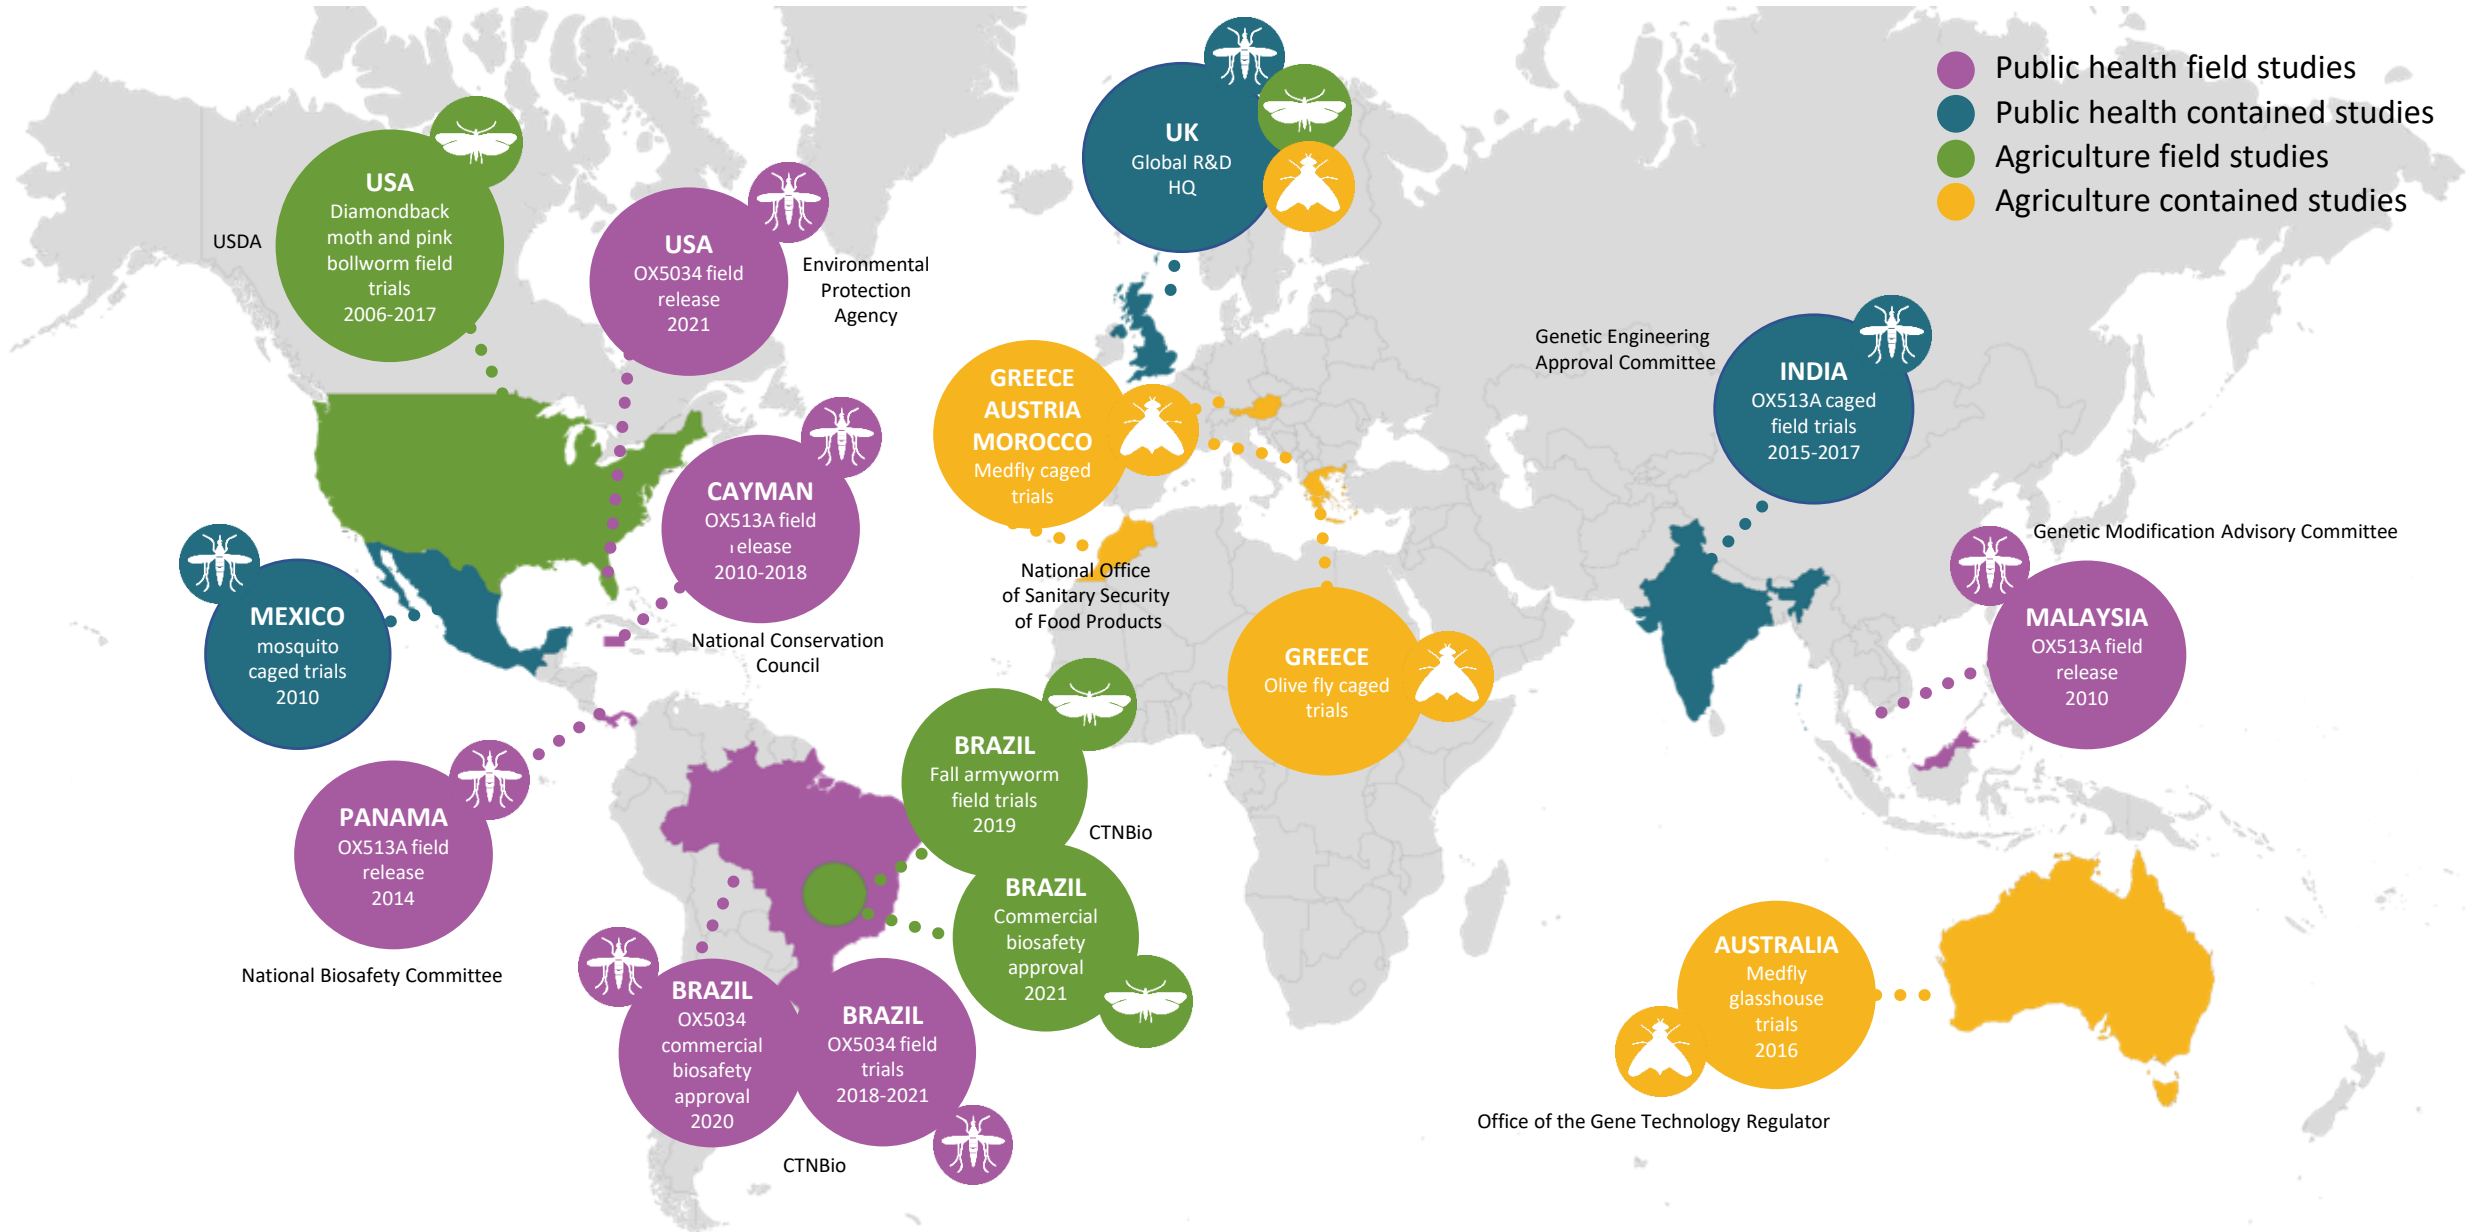 Public health field studies
Public health contained studies
Agriculture field studies
Agriculture contained studies
USDA
USA
Diamondback
moth and pink
bollworm field
trials
2006-2017
USA
OX5034 field
release
2021
Environmental
Protection
Agency
UK
Global R&D
HQ
CAYMAN
OX513A field
release
2010-2018
National Conservation
Council
MEXICO
mosquito
caged trials
2010
PANAMA
OX513A field
release
2014
National Biosafety Committee
BRAZIL
OX5034
commercial
biosafety
approval
2020
BRAZIL
OX5034 field
trials
2018-2021
CTNBio
BRAZIL
Fall armyworm
field trials
2019
CTNBio
BRAZIL
Commercial
biosafety
approval
2021
GREECE
AUSTRIA
MOROCCO
Medfly caged
trials
National Office
of Sanitary Security
of Food Products
GREECE
Olive fly caged
trials
Genetic Engineering
Approval Committee
INDIA
OX513A caged
field trials
2015-2017
Genetic Modification Advisory Committee
MALAYSIA
OX513A field
release
2010
AUSTRALIA
Medfly
glasshouse
trials
2016
Office of the Gene Technology Regulator